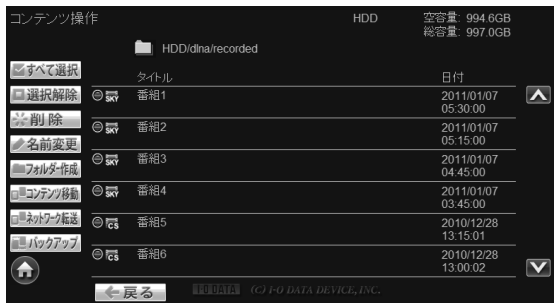 コンテンツ操作
HDD
空容量: 994.6GB
総容量: 997.0GB
HDD/dlna/recorded
すべて選択
選択解除
削除
名前変更
フォルダ作成
コンテンツ移動
ネットワーク転送
バックアップ
タイトル 日付
SKY 番組1 2011/01/07
05:30:00
SKY 番組2 2011/01/07
05:15:00
SKY 番組3 2011/01/07
04:45:00
SKY 番組4 2011/01/07
03:45:00
CS 番組5 2010/12/28
13:15:01
CS 番組6 2010/12/28
13:00:02
戻る
I-O DATA (C) I-O DATA DEVICE, INC.